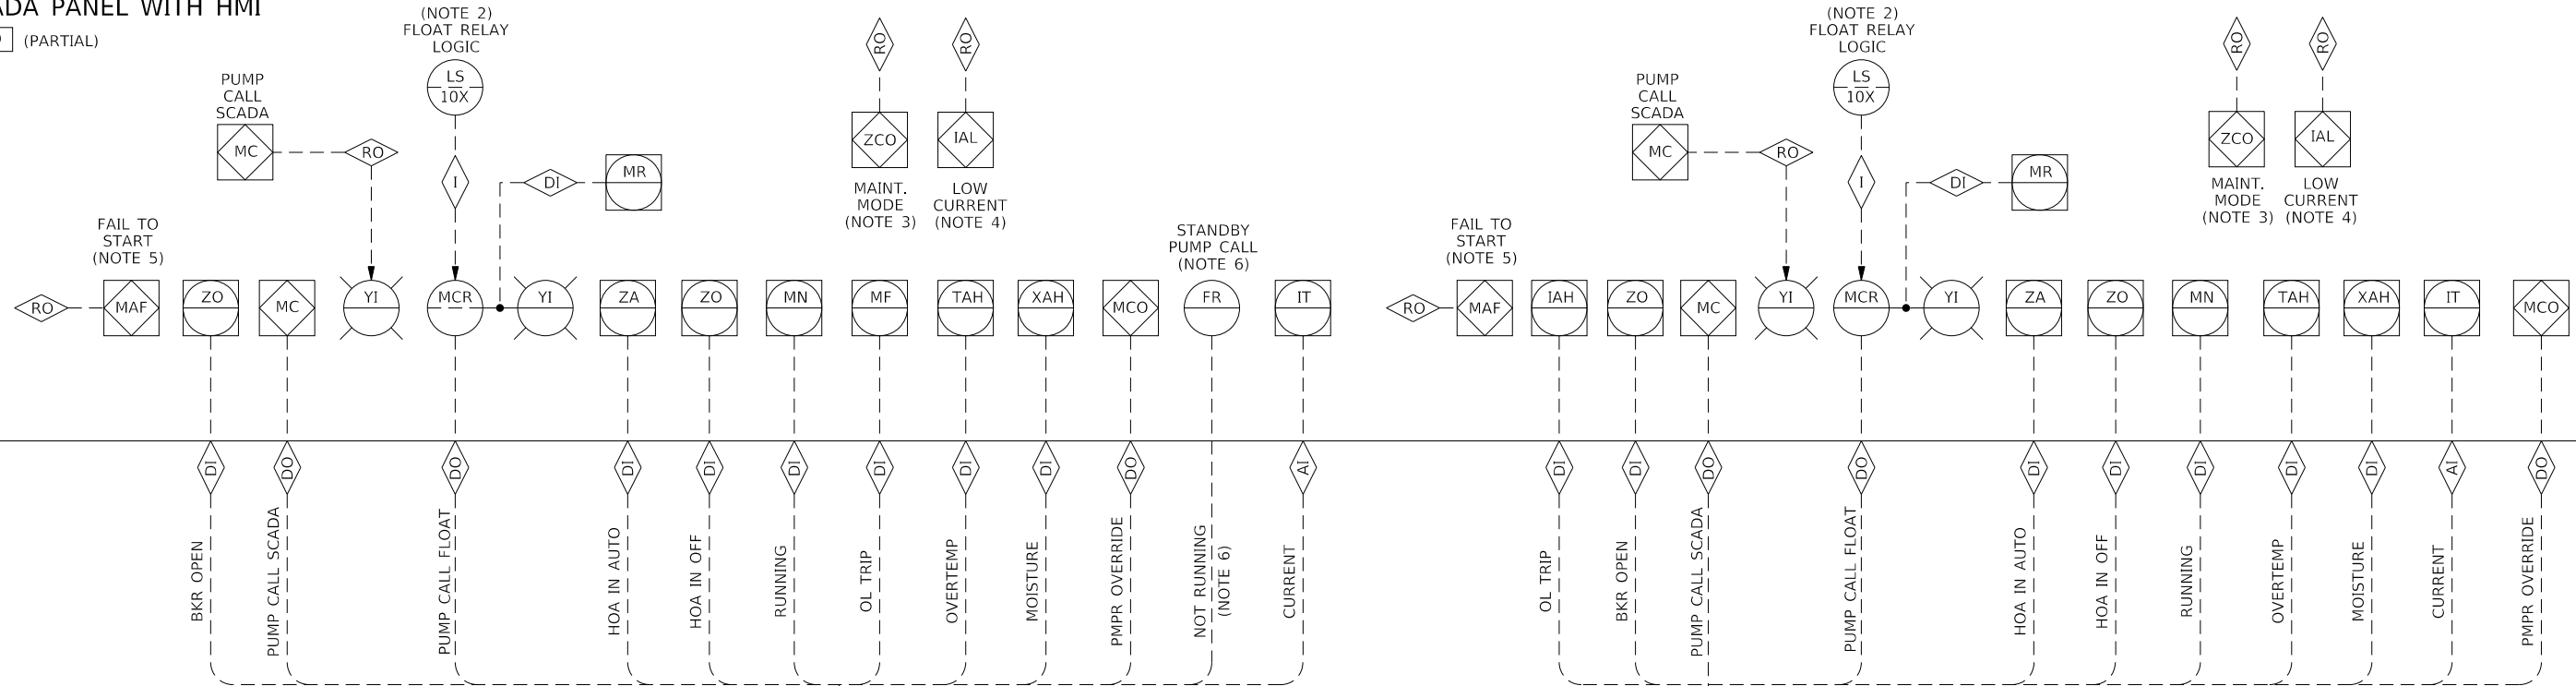 ADA PANEL WITH HMI
(PARTIAL)
(NOTE 2)
FLOAT RELAY
LOGIC
LS
10X
PUMP
CALL
SCADA
MC
RO
I
DI
MR
RO
RO
ZCO
IAL
MAINT.
MODE
(NOTE 3)
LOW
CURRENT
(NOTE 4)
FAIL TO
START
(NOTE 5)
STANDBY
PUMP CALL
(NOTE 6)
RO
MAF
ZO
MC
YI
MCR
YI
ZA
ZO
MN
MF
TAH
XAH
MCO
FR
IT
DI
DO
DO
DI
DI
DI
DI
DI
DI
DO
AI
BKR OPEN
PUMP CALL SCADA
PUMP CALL FLOAT
HOA IN AUTO
HOA IN OFF
RUNNING
OL TRIP
OVERTEMP
MOISTURE
PMPR OVERRIDE
NOT RUNNING
(NOTE 6)
CURRENT
(NOTE 2)
FLOAT RELAY
LOGIC
LS
10X
PUMP
CALL
SCADA
MC
RO
I
DI
MR
RO
RO
ZCO
IAL
MAINT.
MODE
(NOTE 3)
LOW
CURRENT
(NOTE 4)
FAIL TO
START
(NOTE 5)
RO
MAF
IAH
ZO
MC
YI
MCR
YI
ZA
ZO
MN
TAH
XAH
IT
MCO
DI
DI
DO
DO
DI
DI
DI
DI
DI
AI
DO
OL TRIP
BKR OPEN
PUMP CALL SCADA
PUMP CALL FLOAT
HOA IN AUTO
HOA IN OFF
RUNNING
OVERTEMP
MOISTURE
CURRENT
PMPR OVERRIDE